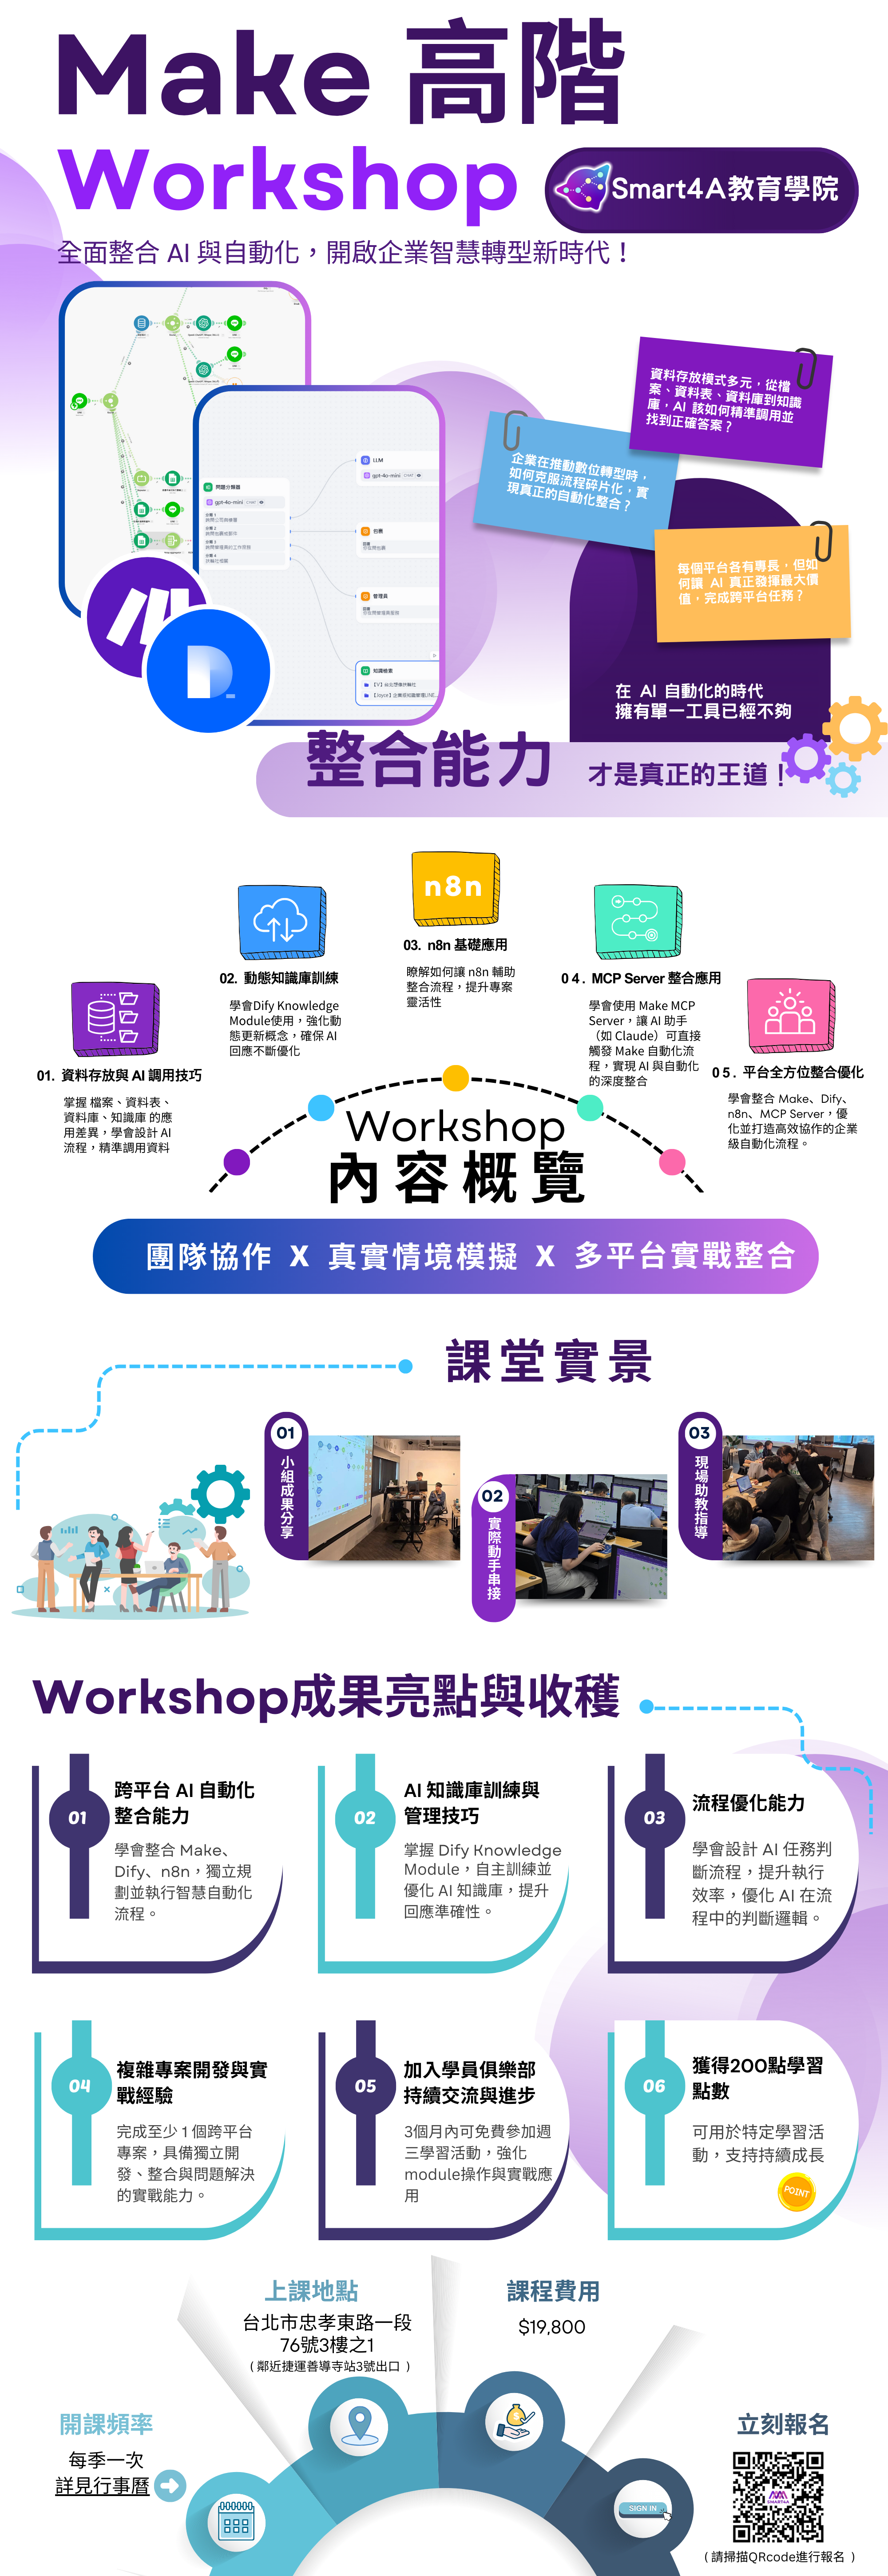 Make 高階
Workshop
Smart4A教育學院
全面整合 AI 與自動化，開啟企業智慧轉型新時代！
問題分類器
gpt-4o-mini CHAT
分類 1
分類 2
分類 3
分類 4
LLM
gpt-4o-mini CHAT
包養
管理員
知識檢索
資料存放模式多元，從檔
案、資料表、資料庫到知識
庫，AI 該如何精準調用並
找到正確答案？
企業在推動數位轉型時，
如何克服流程碎片化，實
現真正的自動化整合？
每個平台各有專長，但如
何讓 AI 真正發揮最大價
值，完成跨平台任務？
在 AI 自動化的時代
擁有單一工具已經不夠
整合能力
才是真正的王道！
n8n
03. n8n 基礎應用
瞭解如何讓 n8n 輔助
整合流程，提升專案
靈活性
02. 動態知識庫訓練
學會Dify Knowledge
Module使用，強化動
態更新概念，確保 AI
回應不斷優化
04. MCP Server 整合應用
學會使用 Make MCP
Server，讓 AI 助手
（如 Claude）可直接
觸發 Make 自動化流
程，實現 AI 與自動化
的深度整合
01. 資料存放與 AI 調用技巧
掌握 檔案、資料表、
資料庫、知識庫 的應
用差異，學會設計 AI
流程，精準調用資料
05. 平台全方位整合優化
學會整合 Make、Dify、
n8n、MCP Server，優
化並打造高效協作的企業
級自動化流程。
Workshop
內容概覽
團隊協作 X 真實情境模擬 X 多平台實戰整合
課堂實景
01
小組成果分享
02
實際動手串接
03
現場助教指導
Workshop成果亮點與收穫
01
跨平台 AI 自動化
整合能力
學會整合 Make、
Dify、n8n，獨立規
劃並執行智慧自動化
流程。
02
AI 知識庫訓練與
管理技巧
掌握 Dify Knowledge
Module，自主訓練並
優化 AI 知識庫，提升
回應準確性。
03
流程優化能力
學會設計 AI 任務判
斷流程，提升執行
效率，優化 AI 在流
程中的判斷邏輯。
04
複雜專案開發與實
戰經驗
完成至少 1 個跨平台
專案，具備獨立開
發、整合與問題解決
的實戰能力。
05
加入學員俱樂部
持續交流與進步
3個月內可免費參加週
三學習活動，強化
module操作與實戰應
用
06
獲得200點學習
點數
可用於特定學習活
動，支持持續成長
POINT
上課地點
台北市忠孝東路一段
76號3樓之1
( 鄰近捷運善導寺站3號出口 )
課程費用
$19,800
開課頻率
每季一次
詳見行事曆
立刻報名
SIGN IN
SMART4A
( 請掃描QRcode進行報名 )